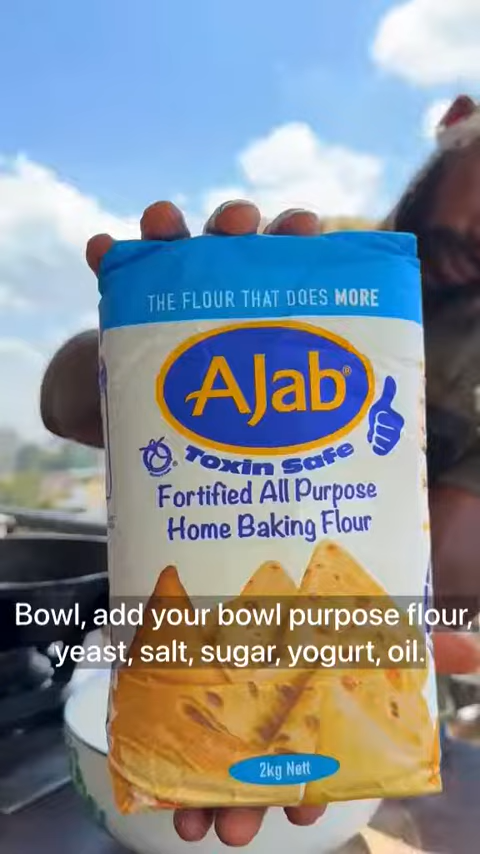 THE FLOUR THAT DOES MORE
AJab®
Toxin Safe
Fortified All Purpose
Home Baking Flour
Bowl, add your bowl purpose flour,
yeast, salt, sugar, yogurt, oil.
2kg Nett